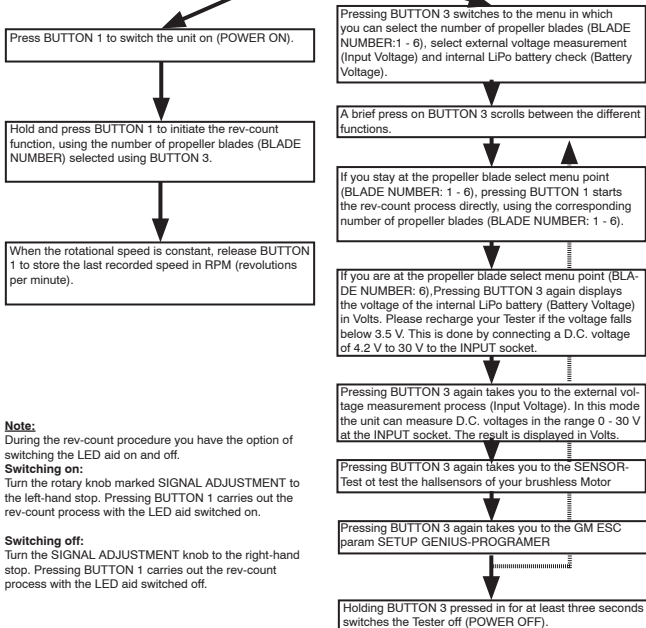 Press BUTTON 1 to switch the unit on (POWER ON).
Hold and press BUTTON 1 to initiate the rev-count
function, using the number of propeller blades (BLADE
NUMBER) selected using BUTTON 3.
When the rotational speed is constant, release BUTTON
1 to store the last recorded speed in RPM (revolutions
per minute).
Note:
During the rev-count procedure you have the option of
switching the LED aid on and off.
Switching on:
Turn the rotary knob marked SIGNAL ADJUSTMENT to
the left-hand stop. Pressing BUTTON 1 carries out the
rev-count process with the LED aid switched on.
Switching off:
Turn the SIGNAL ADJUSTMENT knob to the right-hand
stop. Pressing BUTTON 1 carries out the rev-count
process with the LED aid switched off.
Pressing BUTTON 3 switches to the menu in which
you can select the number of propeller blades (BLADE
NUMBER:1 - 6), select external voltage measurement
(Input Voltage) and internal LiPo battery check (Battery
Voltage).
A brief press on BUTTON 3 scrolls between the different
functions.
If you stay at the propeller blade select menu point
(BLADE NUMBER: 1 - 6), pressing BUTTON 1 starts
the rev-count process directly, using the corresponding
number of propeller blades (BLADE NUMBER: 1 - 6).
If you are at the propeller blade select menu point (BLA-
DE NUMBER: 6),Pressing BUTTON 3 again displays
the voltage of the internal LiPo battery (Battery Voltage)
in Volts. Please recharge your Tester if the voltage falls
below 3.5 V. This is done by connecting a D.C. voltage
of 4.2 V to 30 V to the INPUT socket.
Pressing BUTTON 3 again takes you to the external vol-
tage measurement process (Input Voltage). In this mode
the unit can measure D.C. voltages in the range 0 - 30 V
at the INPUT socket. The result is displayed in Volts.
Pressing BUTTON 3 again takes you to the SENSOR-
Test ot test the hallsensors of your brushless Motor
Pressing BUTTON 3 again takes you to the GM ESC
param SETUP GENIUS-PROGRAMER
Holding BUTTON 3 pressed in for at least three seconds
switches the Tester off (POWER OFF).